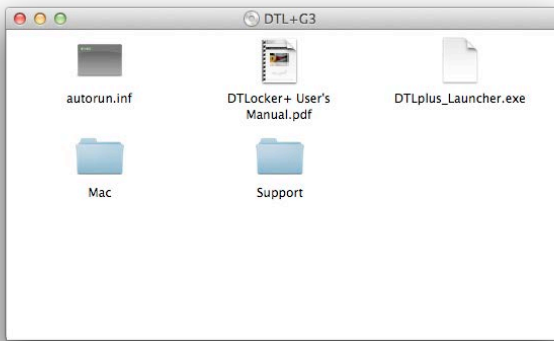 DTL+G3
autorun.inf
DTLocker+ User's
Manual.pdf
DTLplus_Launcher.exe
Mac
Support